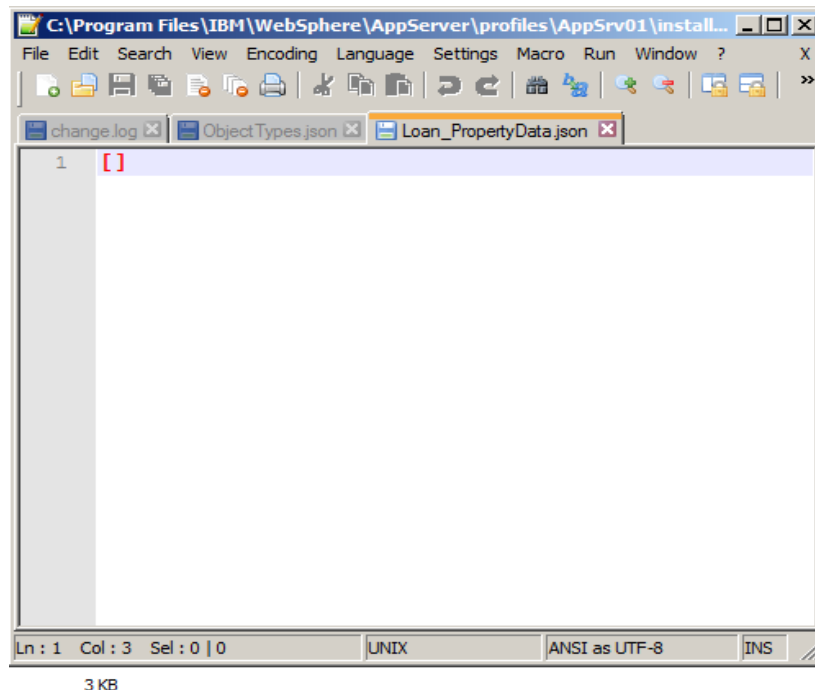 C:\Program Files\IBM\WebSphere\AppServer\profiles\AppSrv01\install...
File Edit Search View Encoding Language Settings Macro Run Window ? X
change.log ObjectTypes.json Loan_PropertyData.json
1 []
Ln : 1 Col : 3 Sel : 0 | 0 UNIX ANSI as UTF-8 INS
3 KB